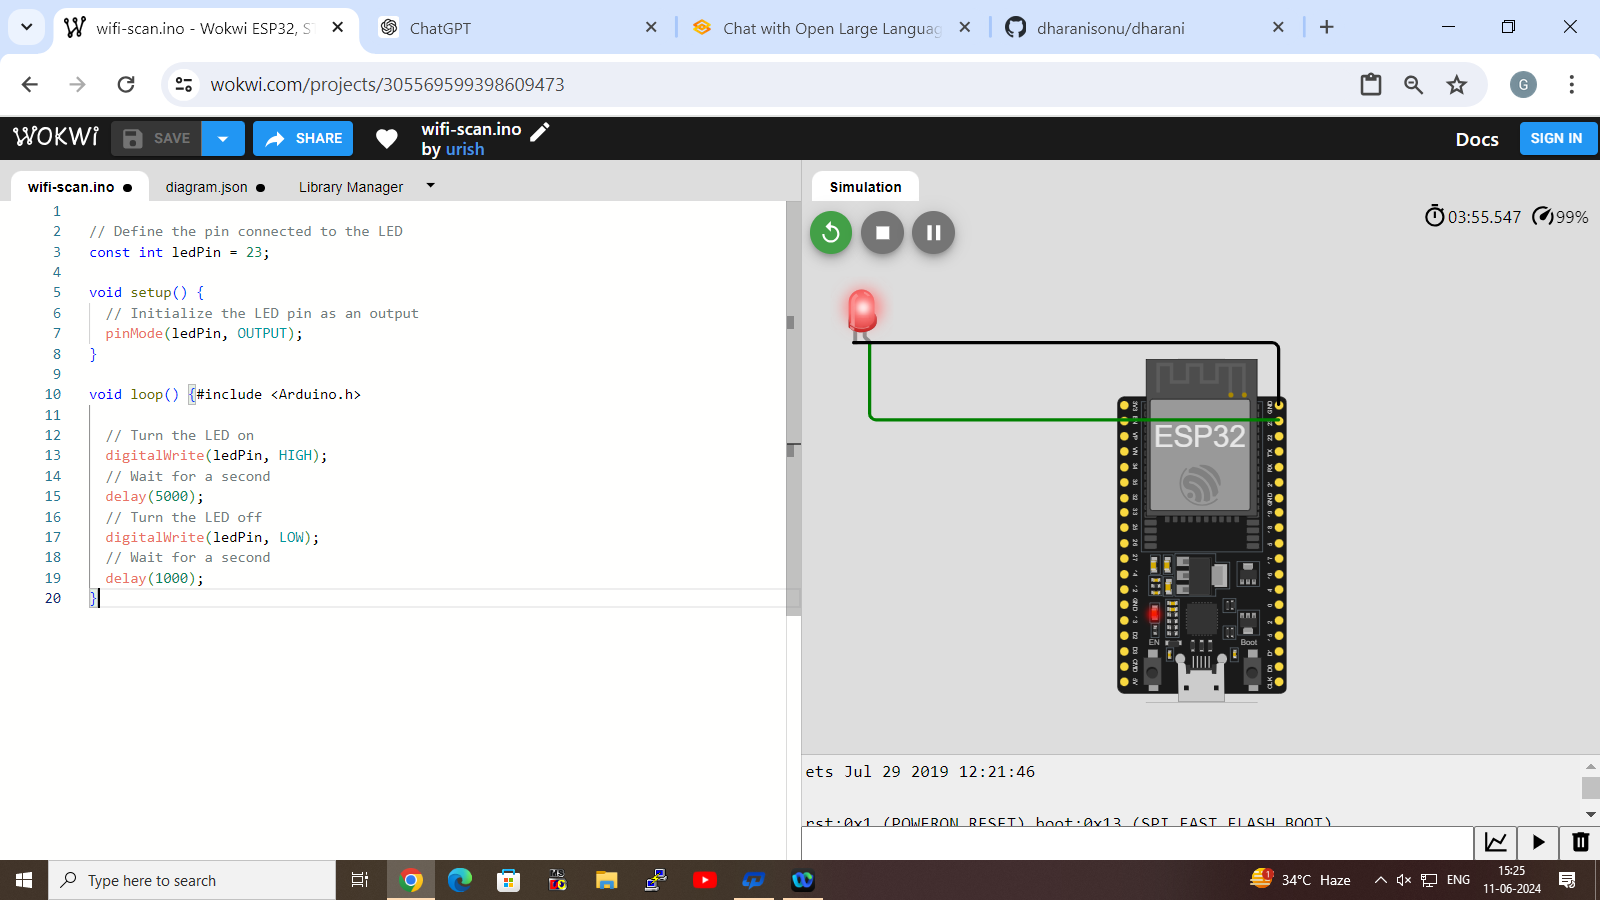 wifi-scan.ino - Wokwi ESP32, ST
ChatGPT
Chat with Open Large Languag
dharanisonu/dharani
wokwi.com/projects/305569599398609473
G
WOKWI
SAVE
SHARE
wifi-scan.ino
by urish
Docs
SIGN IN
wifi-scan.ino
diagram.json
Library Manager
Simulation
03:55.547
99%
1
2 // Define the pin connected to the LED
3 const int ledPin = 23;
4
5 void setup() {
6 // Initialize the LED pin as an output
7 pinMode(ledPin, OUTPUT);
8 }
9
10 void loop() {#include <Arduino.h>
11
12 // Turn the LED on
13 digitalWrite(ledPin, HIGH);
14 // Wait for a second
15 delay(5000);
16 // Turn the LED off
17 digitalWrite(ledPin, LOW);
18 // Wait for a second
19 delay(1000);
20 }
ESP32
EN
Boot
ets Jul 29 2019 12:21:46
rst:0x1 (POWERON_RESET),boot:0x13 (SPI_FAST_FLASH_BOOT)
Type here to search
34°C Haze
ENG
15:25
11-06-2024